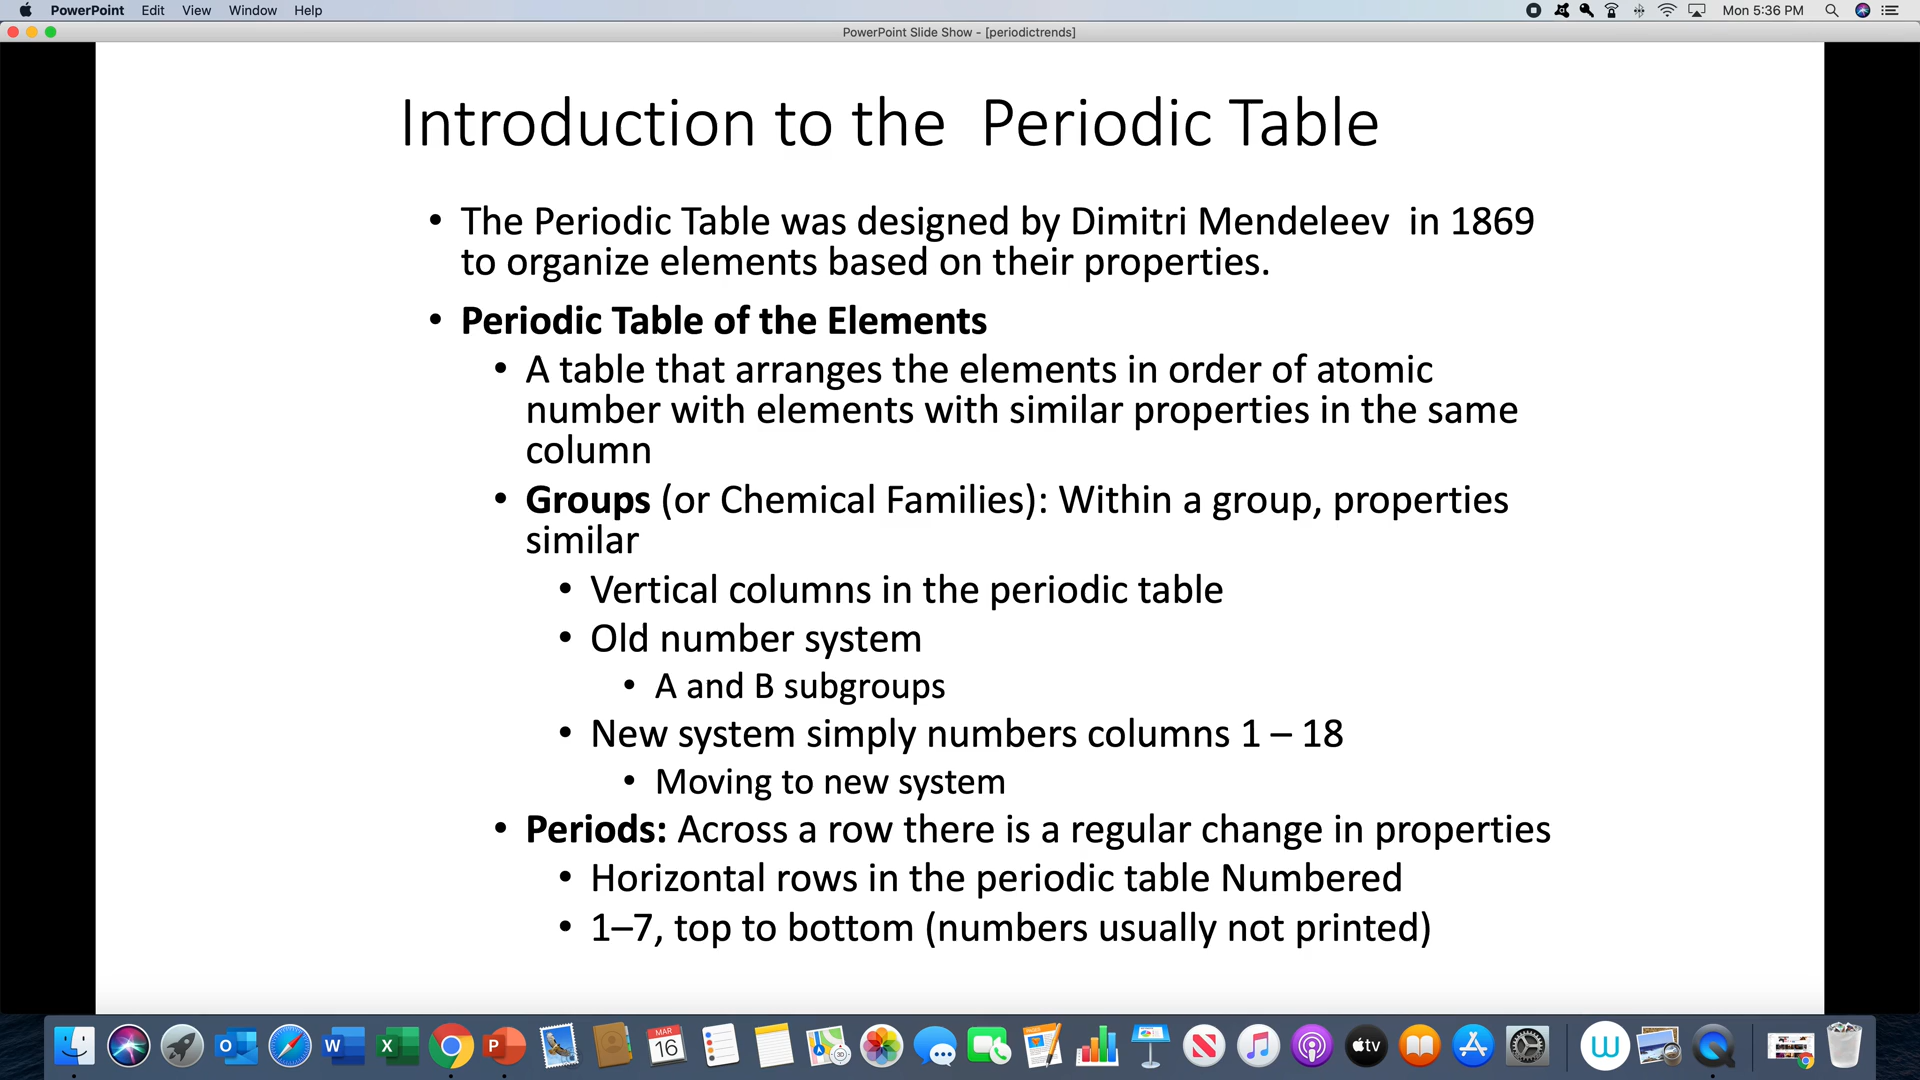 PowerPoint Edit View Window Help Mon 5:36 PM
PowerPoint Slide Show - [periodictrends]
Introduction to the  Periodic Table
• The Periodic Table was designed by Dimitri Mendeleev  in 1869
to organize elements based on their properties.
• Periodic Table of the Elements
• A table that arranges the elements in order of atomic
number with elements with similar properties in the same
column
• Groups (or Chemical Families): Within a group, properties
similar
• Vertical columns in the periodic table
• Old number system
• A and B subgroups
• New system simply numbers columns 1 – 18
• Moving to new system
• Periods: Across a row there is a regular change in properties
• Horizontal rows in the periodic table Numbered
• 1–7, top to bottom (numbers usually not printed)
MAR
16
tv